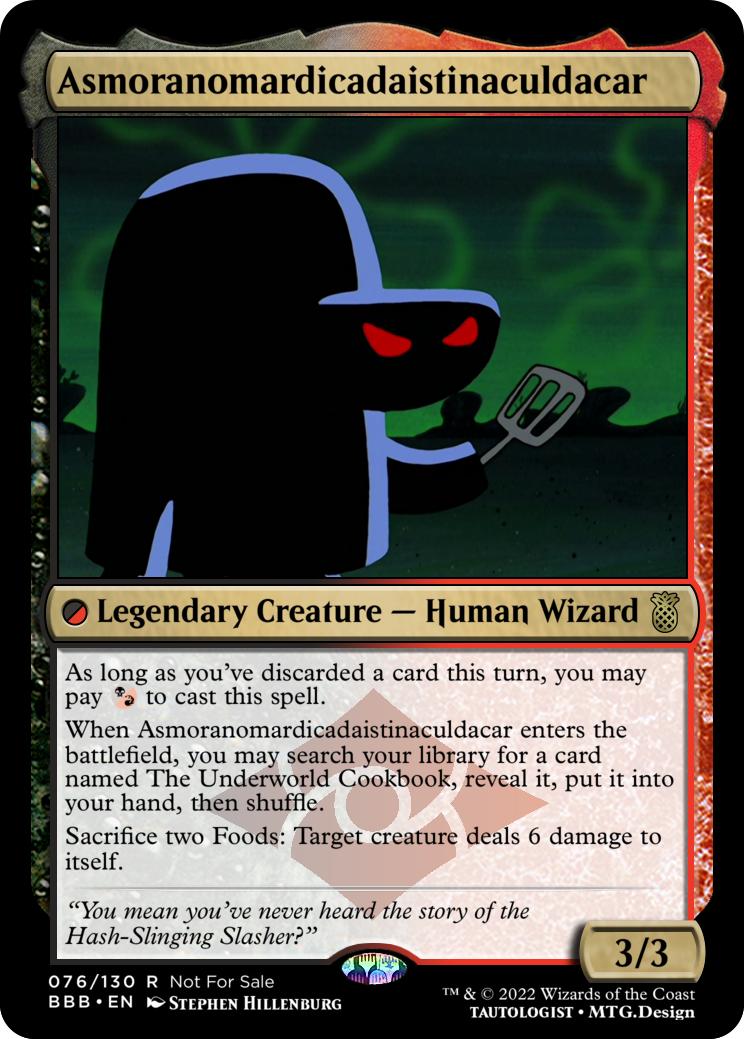 Asmoranomardicadaistinaculdacar
Legendary Creature — Human Wizard
As long as you've discarded a card this turn, you may
pay to cast this spell.
When Asmoranomardicadaistinaculdacar enters the
battlefield, you may search your library for a card
named The Underworld Cookbook, reveal it, put it into
your hand, then shuffle.
Sacrifice two Foods: Target creature deals 6 damage to
itself.
“You mean you've never heard the story of the
Hash-Slinging Slasher?”
3/3
076/130 R Not For Sale
BBB • EN Stephen Hillenburg
™ & © 2022 Wizards of the Coast
TAUTOLOGIST • MTG.Design